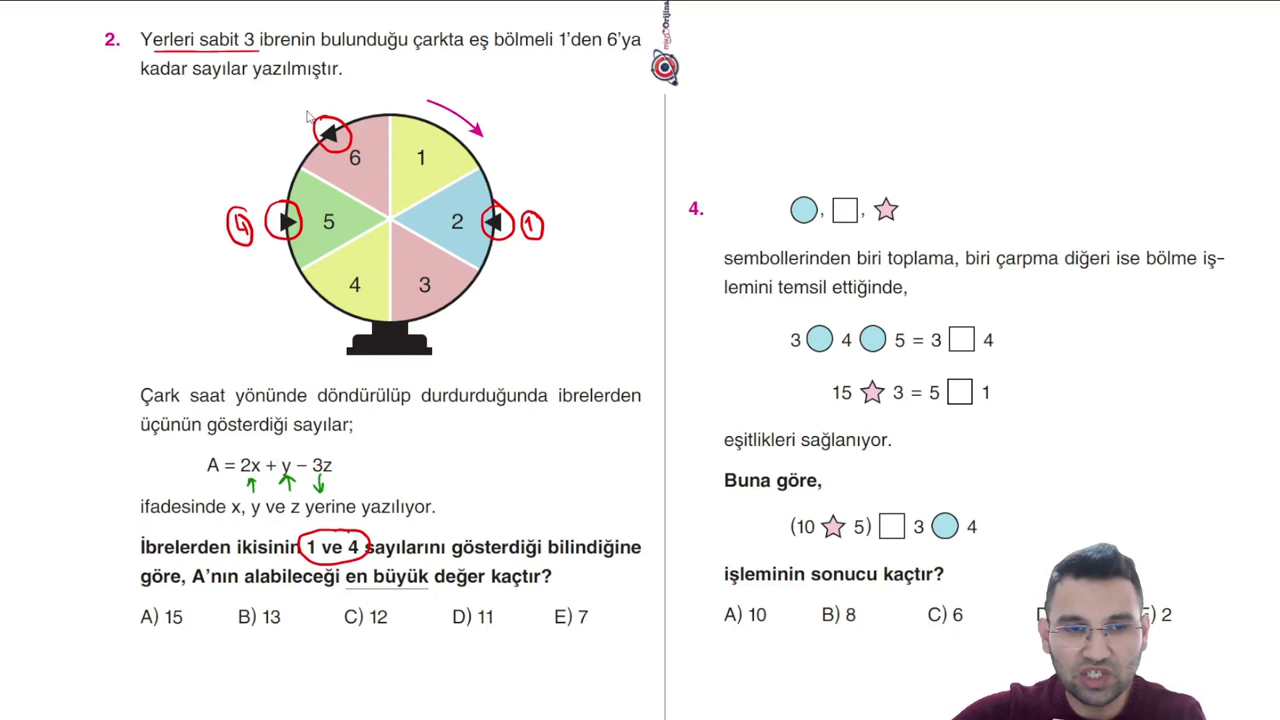 2. Yerleri sabit 3 ibrenin bulunduğu çarkta eş bölmeli 1'den 6'ya
kadar sayılar yazılmıştır.
6 1
4 5 2 1
4 3
Çark saat yönünde döndürülüp durdurduğunda ibrelerden
üçünün gösterdiği sayılar;
A = 2x + y − 3z
ifadesinde x, y ve z yerine yazılıyor.
İbrelerden ikisinin 1 ve 4 sayılarını gösterdiği bilindiğine
göre, A'nın alabileceği en büyük değer kaçtır?
A) 15 B) 13 C) 12 D) 11 E) 7
Orijinal
4. , ,
sembollerinden biri toplama, biri çarpma diğeri ise bölme iş-
lemini temsil ettiğinde,
3 4 5 = 3 4
15 3 = 5 1
eşitlikleri sağlanıyor.
Buna göre,
(10 5) 3 4
işleminin sonucu kaçtır?
A) 10 B) 8 C) 6 2